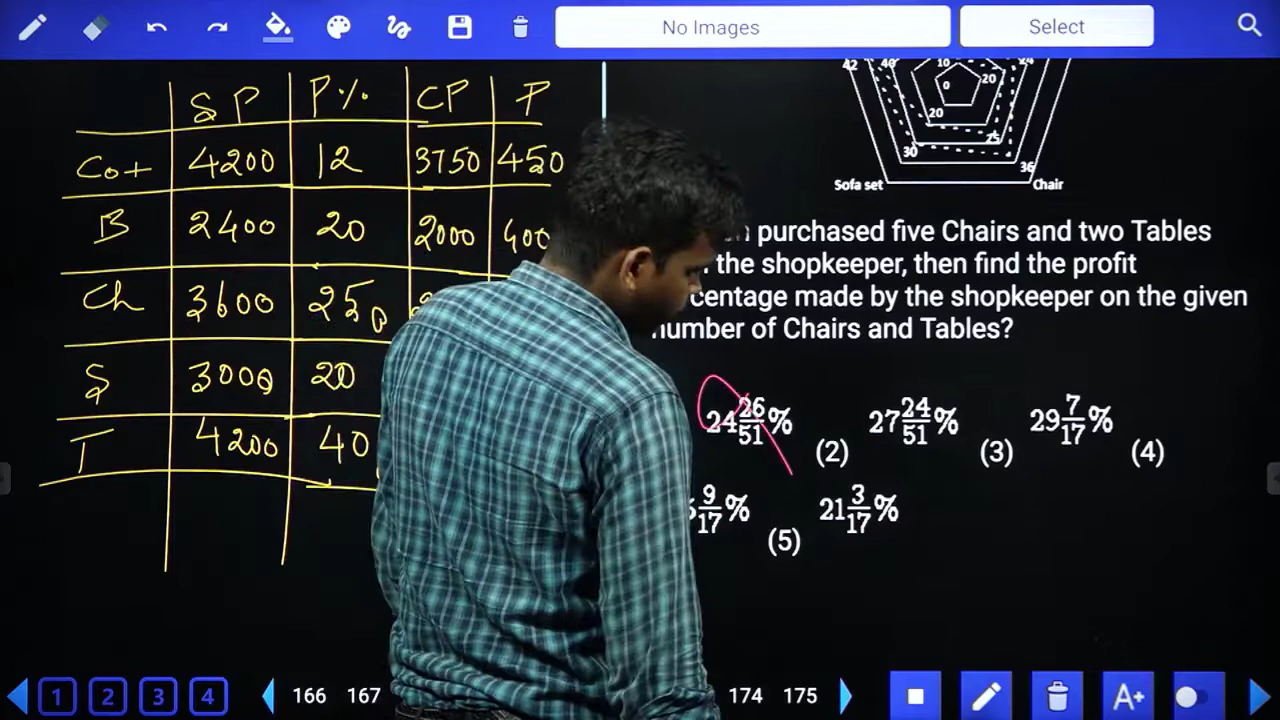 No Images
Select
SP P% CP P
Cot 4200 12 3750 450
B 2400 20 2000 400
Ch 3600 25
S 3000 20
T 4200 40
42 40 10 24
0 20
20
25
30
36
Sofa set Chair
purchased five Chairs and two Tables
the shopkeeper, then find the profit
made by the shopkeeper on the given
number of Chairs and Tables?
24 26/51% (2) 27 24/51% (3) 29 7/17% (4)
9/17% (5) 21 3/17%
1 2 3 4 166 167 174 175 A+